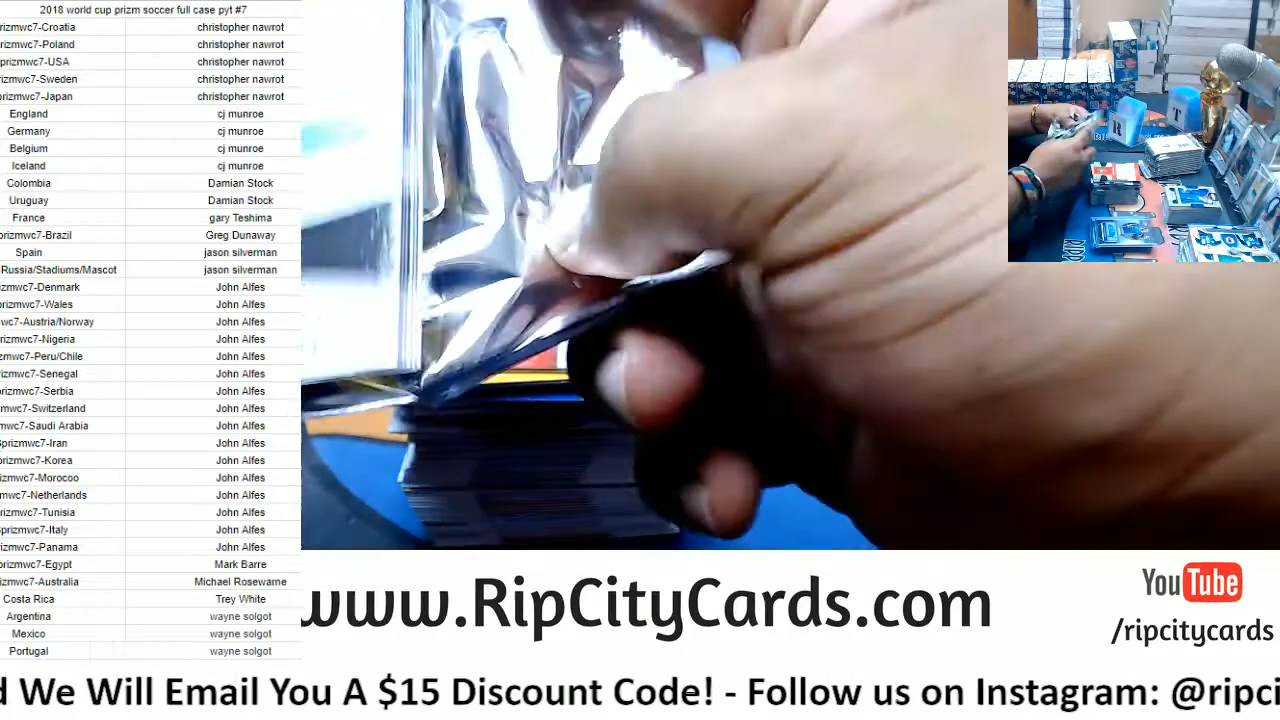 2018 world cup prizm soccer full case pyt #7
rizmwc7-Croatia christopher nawrot
prizmwc7-Poland christopher nawrot
prizmwc7-USA christopher nawrot
rizmwc7-Sweden christopher nawrot
rizmwc7-Japan christopher nawrot
England cj munroe
Germany cj munroe
Belgium cj munroe
Iceland cj munroe
Colombia Damian Stock
Uruguay Damian Stock
France gary Teshima
prizmwc7-Brazil Greg Dunaway
Spain jason silverman
Russia/Stadiums/Mascot jason silverman
rizmwc7-Denmark John Alfes
prizmwc7-Wales John Alfes
wc7-Austria/Norway John Alfes
rizmwc7-Nigeria John Alfes
zmwc7-Peru/Chile John Alfes
izmwc7-Senegal John Alfes
rizmwc7-Serbia John Alfes
mwc7-Switzerland John Alfes
mwc7-Saudi Arabia John Alfes
8prizmwc7-Iran John Alfes
rizmwc7-Korea John Alfes
izmwc7-Morocoo John Alfes
mwc7-Netherlands John Alfes
rizmwc7-Tunisia John Alfes
8prizmwc7-Italy John Alfes
izmwc7-Panama John Alfes
rizmwc7-Egypt Mark Barre
izmwc7-Australia Michael Rosewarne
Costa Rica Trey White
Argentina wayne solgot
Mexico wayne solgot
Portugal wayne solgot
R
T
www.RipCityCards.com
YouTube
/ripcitycards
d We Will Email You A $15 Discount Code! - Follow us on Instagram: @ripci